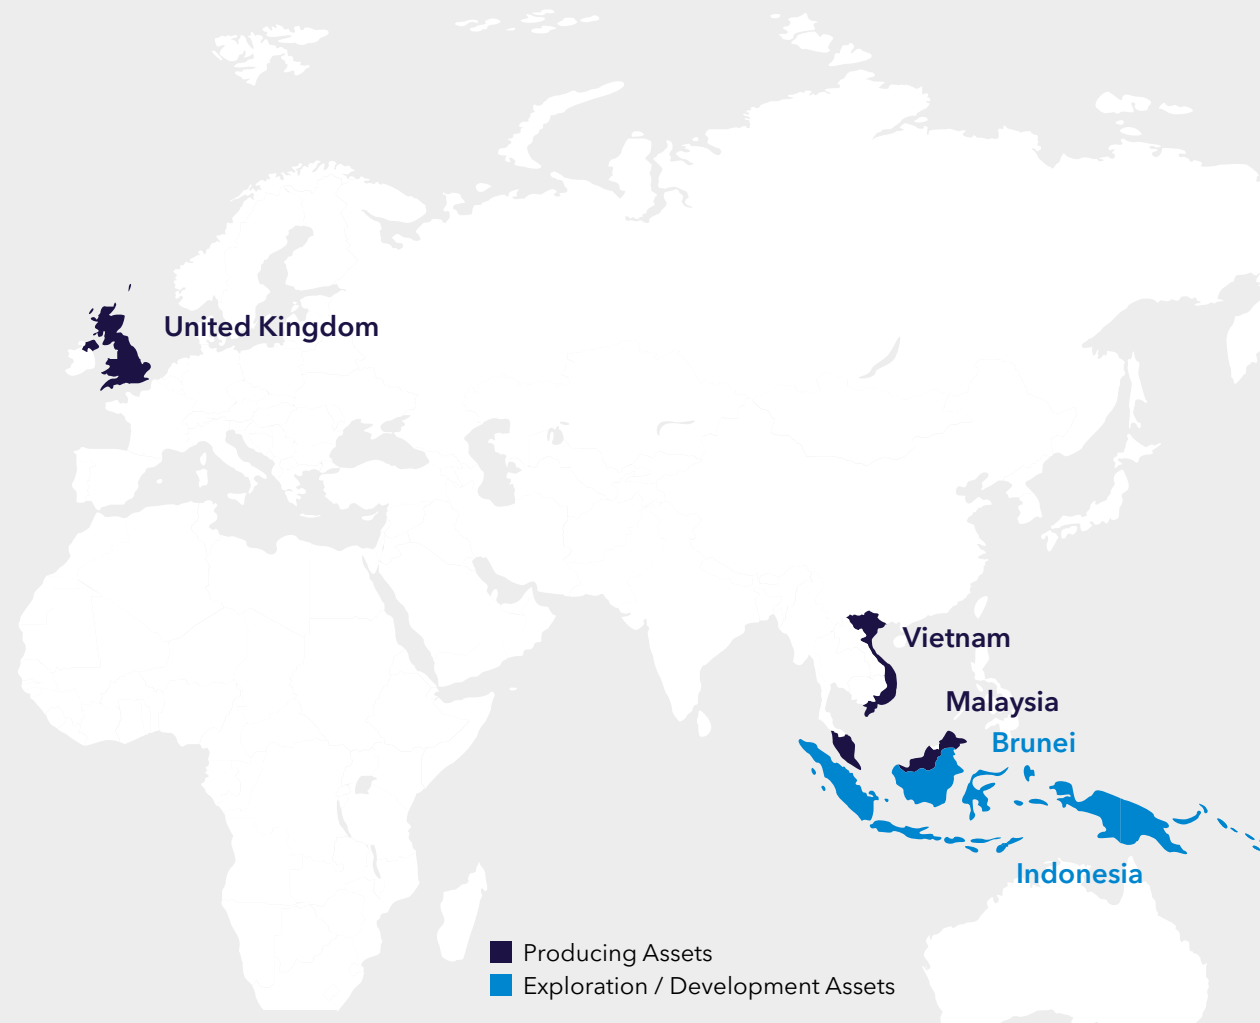 United Kingdom
Vietnam
Malaysia
Brunei
Indonesia
Producing Assets
Exploration / Development Assets